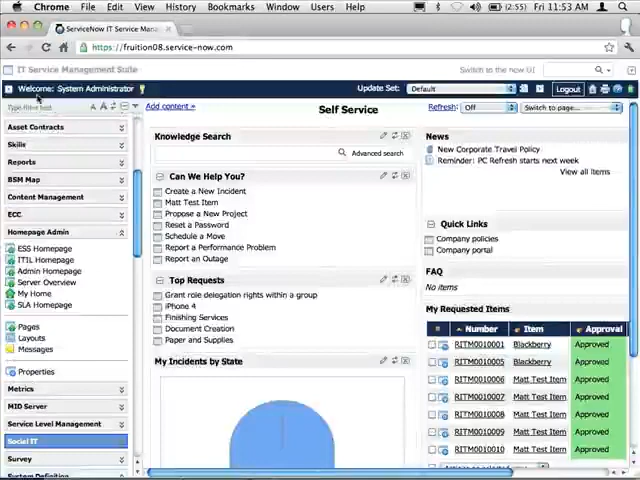 Chrome File Edit View History Bookmarks Window Users Help (2:55) Fri 11:53 AM
ServiceNow IT Service Mana
https://fruition08.service-now.com
IT Service Management Suite Switch to the new UI
Welcome: System Administrator Update Set: Default Logout
Type filter text A A Add content » Self Service Refresh: Off Switch to page...
Asset Contracts
Skills
Reports
BSM Map
Content Management
ECC
Homepage Admin
ESS Homepage
ITIL Homepage
Admin Homepage
Server Overview
My Home
SLA Homepage
Pages
Layouts
Messages
Properties
Metrics
MID Server
Service Level Management
Social IT
Survey
System Definition
Knowledge Search
Advanced search
Can We Help You?
Create a New Incident
Matt Test Item
Propose a New Project
Reset a Password
Schedule a Move
Report a Performance Problem
Report an Outage
Top Requests
Grant role delegation rights within a group
iPhone 4
Finishing Services
Document Creation
Paper and Supplies
My Incidents by State
News
New Corporate Travel Policy
Reminder: PC Refresh starts next week
View all items
Quick Links
Company policies
Company portal
FAQ
No items
My Requested Items
Number Item Approval
RITM0010001 Blackberry Approved
RITM0010005 Blackberry Approved
RITM0010006 Matt Test Item Approved
RITM0010007 Matt Test Item Approved
RITM0010008 Matt Test Item Approved
RITM0010009 Matt Test Item Approved
RITM0010010 Matt Test Item Approved